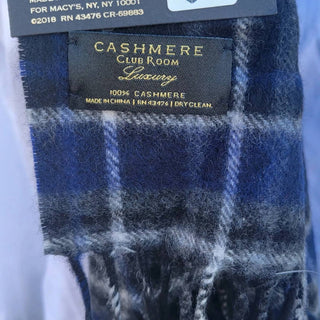 FOR MACY'S, NY, NY 10001
©2018 RN 43476 CR-59883
CASHMERE
CLUB ROOM
Luxury
100% CASHMERE
MADE IN CHINA | RN 43476 | DRY CLEAN.